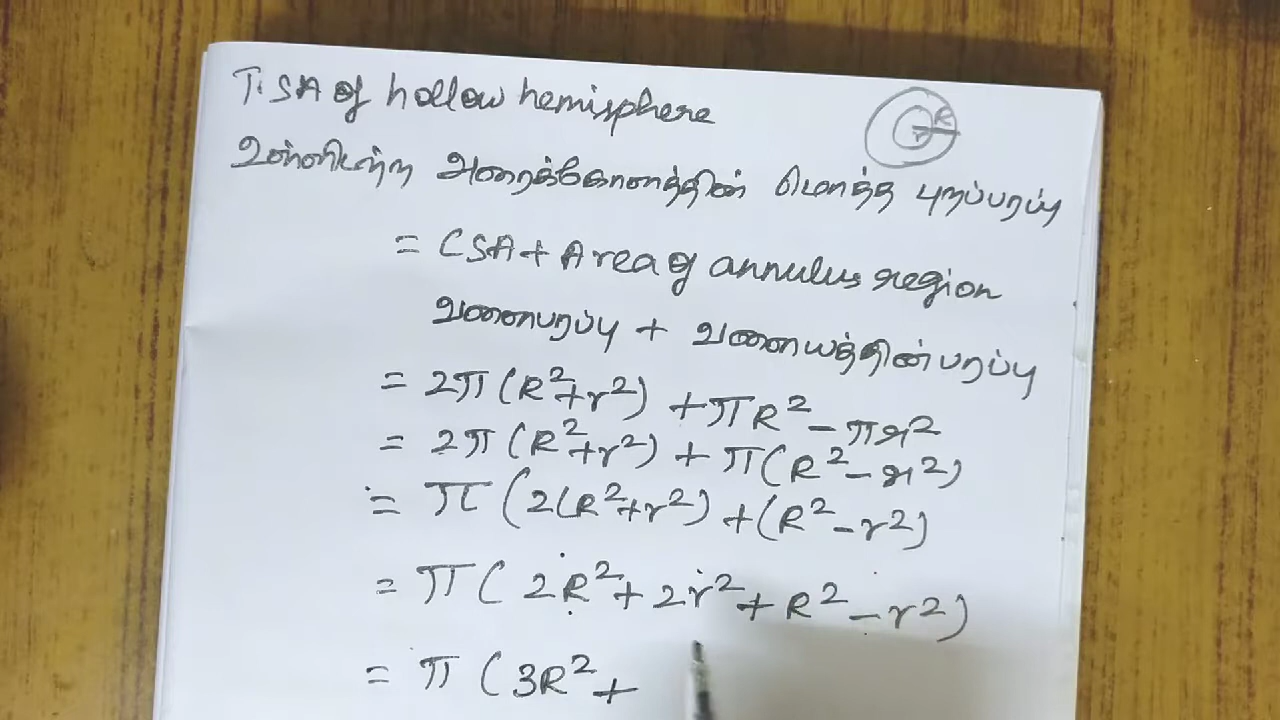 T.SA of hollow hemisphere
R
r
உள்ளீடற்ற அரைக்கோளத்தின் மொத்த புறப்பரப்பு
= CSA + Area of annulus region
வளைபரப்பு + வளையத்தின் பரப்பு
= 2π (R²+r²) + πR² - πr²
= 2π (R²+r²) + π(R² - r²)
= π (2(R²+r²) + (R² - r²)
= π ( 2R² + 2r² + R² - r²)
= π ( 3R² +